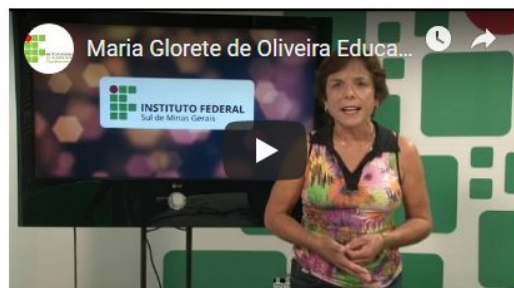 Maria Glorete de Oliveira Educa...
INSTITUTO FEDERAL
Sul de Minas Gerais